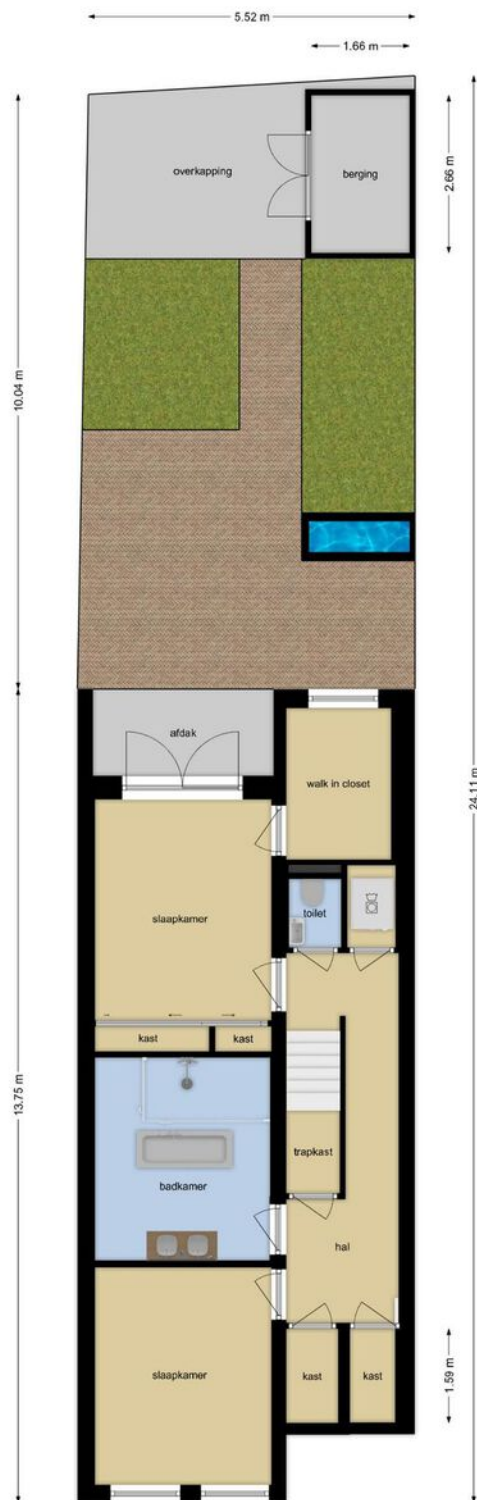 5.52 m
1.66 m
overkapping
berging
2.66 m
10.04 m
afdak
walk in closet
24.11 m
slaapkamer
toilet
kast
kast
13.75 m
trapkast
badkamer
hal
slaapkamer
kast
kast
1.59 m